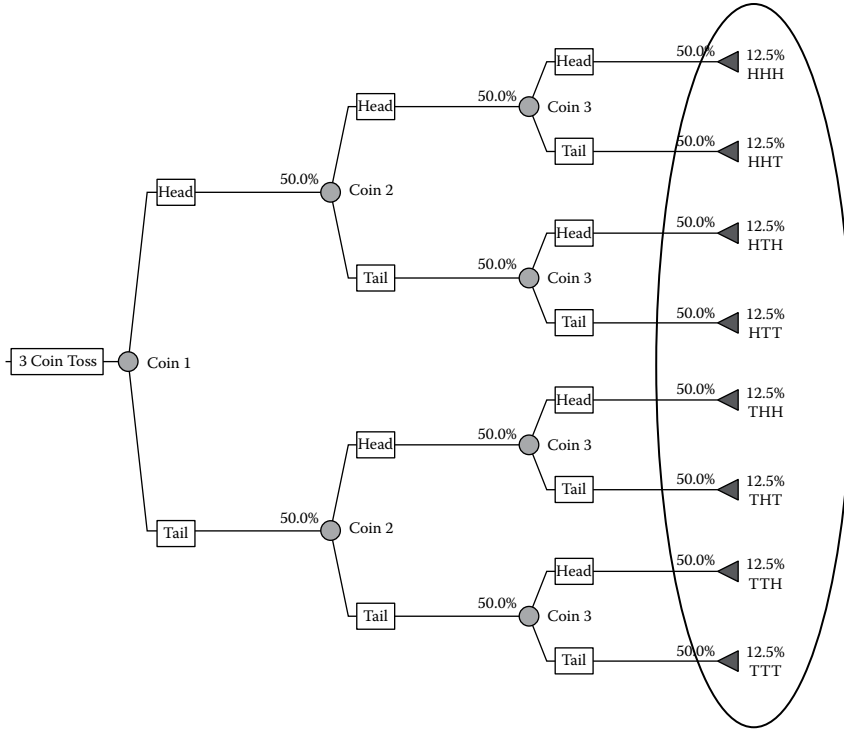 Head
50.0%
12.5%
HHH
Head
50.0%
Coin 3
Tail
50.0%
12.5%
HHT
Head
50.0%
Coin 2
Head
50.0%
12.5%
HTH
Tail
50.0%
Coin 3
Tail
50.0%
12.5%
HTT
3 Coin Toss
Coin 1
Head
50.0%
12.5%
THH
Head
50.0%
Coin 3
Tail
50.0%
12.5%
THT
Tail
50.0%
Coin 2
Head
50.0%
12.5%
TTH
Tail
50.0%
Coin 3
Tail
50.0%
12.5%
TTT